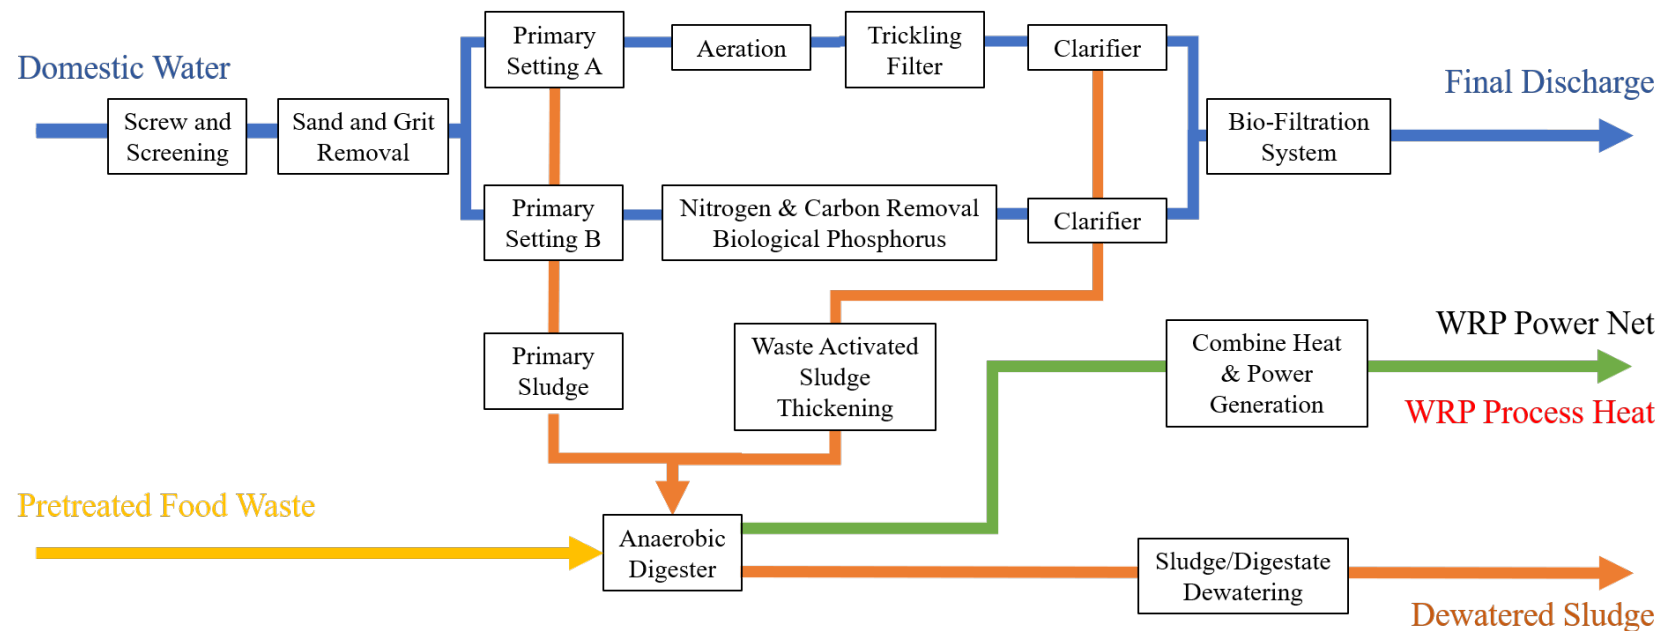 Domestic Water
Screw and
Screening
Sand and Grit
Removal
Primary
Setting A
Aeration
Trickling
Filter
Clarifier
Primary
Setting B
Nitrogen & Carbon Removal
Biological Phosphorus
Clarifier
Bio-Filtration
System
Final Discharge
Primary
Sludge
Waste Activated
Sludge
Thickening
Combine Heat
& Power
Generation
WRP Power Net
WRP Process Heat
Pretreated Food Waste
Anaerobic
Digester
Sludge/Digestate
Dewatering
Dewatered Sludge